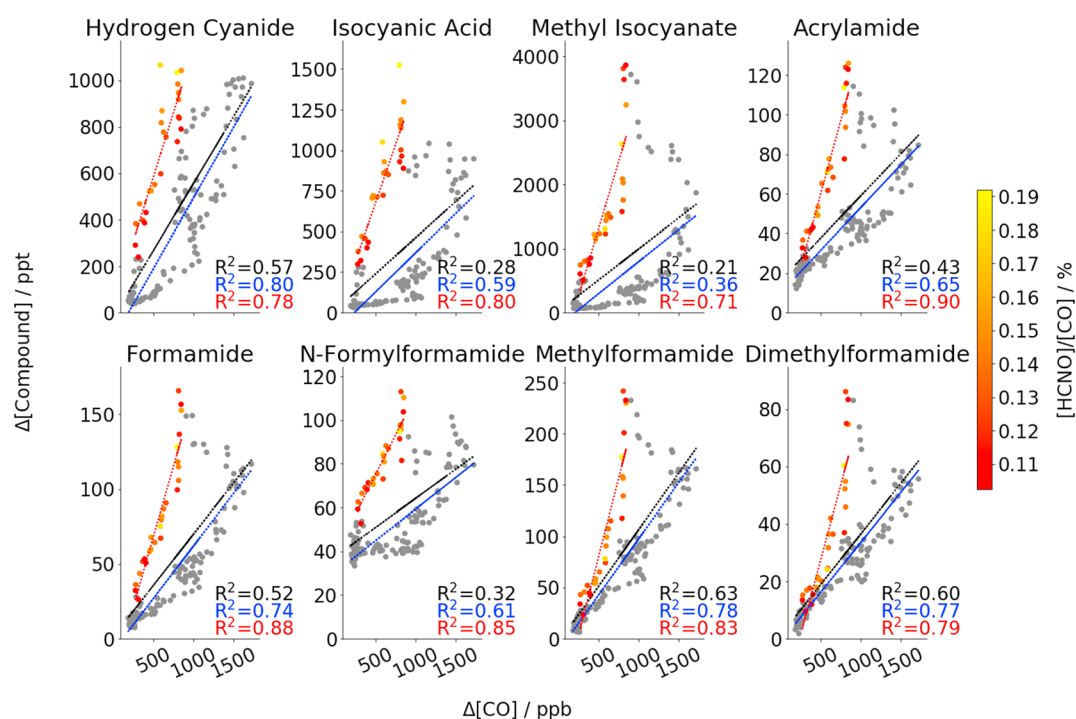 Hydrogen Cyanide
Isocyanic Acid
Methyl Isocyanate
Acrylamide
1000
800
600
400
200
0
R²=0.57
R²=0.80
R²=0.78
1500
1250
1000
750
500
250
0
R²=0.28
R²=0.59
R²=0.80
4000
3000
2000
1000
0
R²=0.21
R²=0.36
R²=0.71
120
100
80
60
40
20
0
R²=0.43
R²=0.65
R²=0.90
Formamide
N-Formylformamide
Methylformamide
Dimethylformamide
150
100
50
0
R²=0.52
R²=0.74
R²=0.88
500 1000 1500
120
100
80
60
40
20
0
R²=0.32
R²=0.61
R²=0.85
500 1000 1500
250
200
150
100
50
0
R²=0.63
R²=0.78
R²=0.83
500 1000 1500
80
60
40
20
0
R²=0.60
R²=0.77
R²=0.79
500 1000 1500
Δ[Compound] / ppt
Δ[CO] / ppb
0.19
0.18
0.17
0.16
0.15
0.14
0.13
0.12
0.11
[HCNO]/[CO] / %